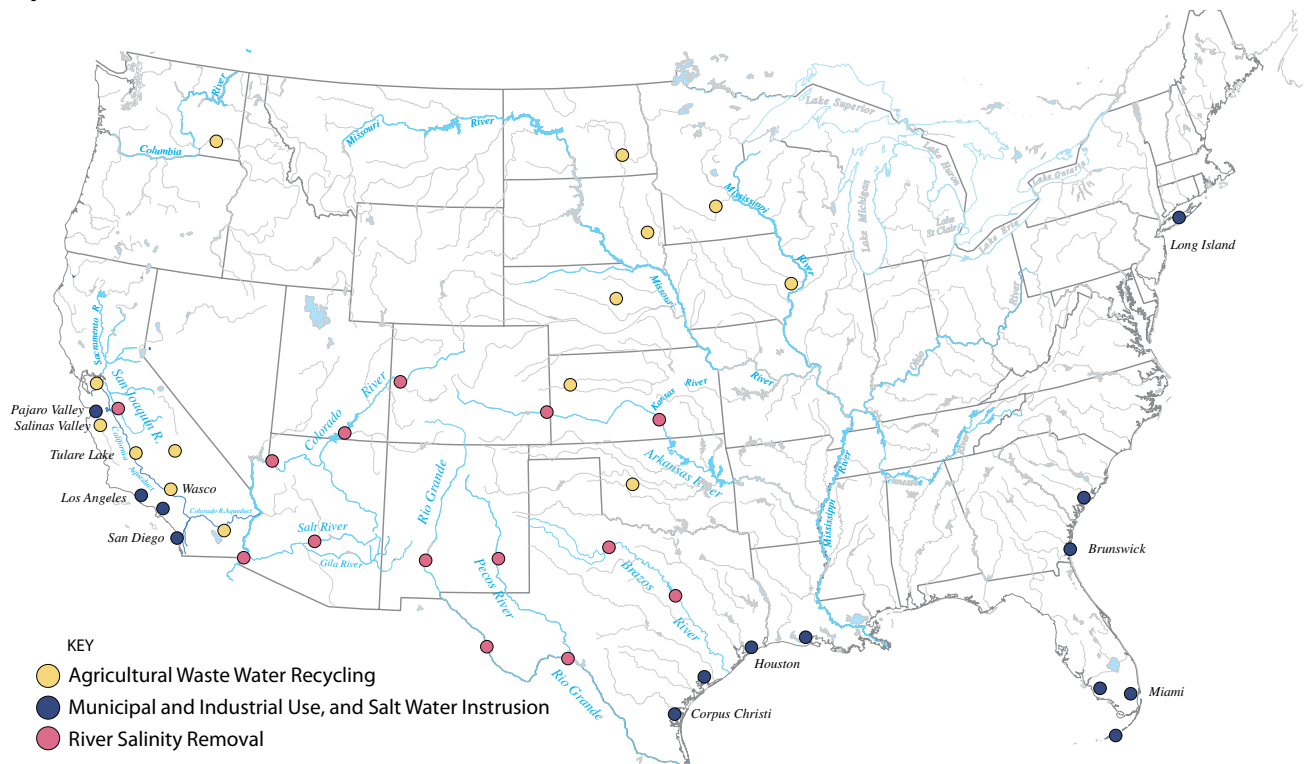 River
Columbia
Missouri
River
Lake Superior
Lake Huron
Lake Ontario
Lake Michigan
Lake
St Clair
Lake Erie
Mississippi
River
Long Island
Missouri
River
Ohio
Sacramento R.
San Joaquin R.
Pajaro Valley
Salinas Valley
California
Aqueduct
Tulare Lake
Wasco
Los Angeles
Colorado R.Aqueduct
San Diego
Colorado
River
Kansas
River
River
Arkansas River
Rio Grande
Salt River
Gila River
Pecos River
Brazos
River
Mississippi
River
Brunswick
Rio Grande
Houston
Corpus Christi
Miami
KEY
Agricultural Waste Water Recycling
Municipal and Industrial Use, and Salt Water Instrusion
River Salinity Removal